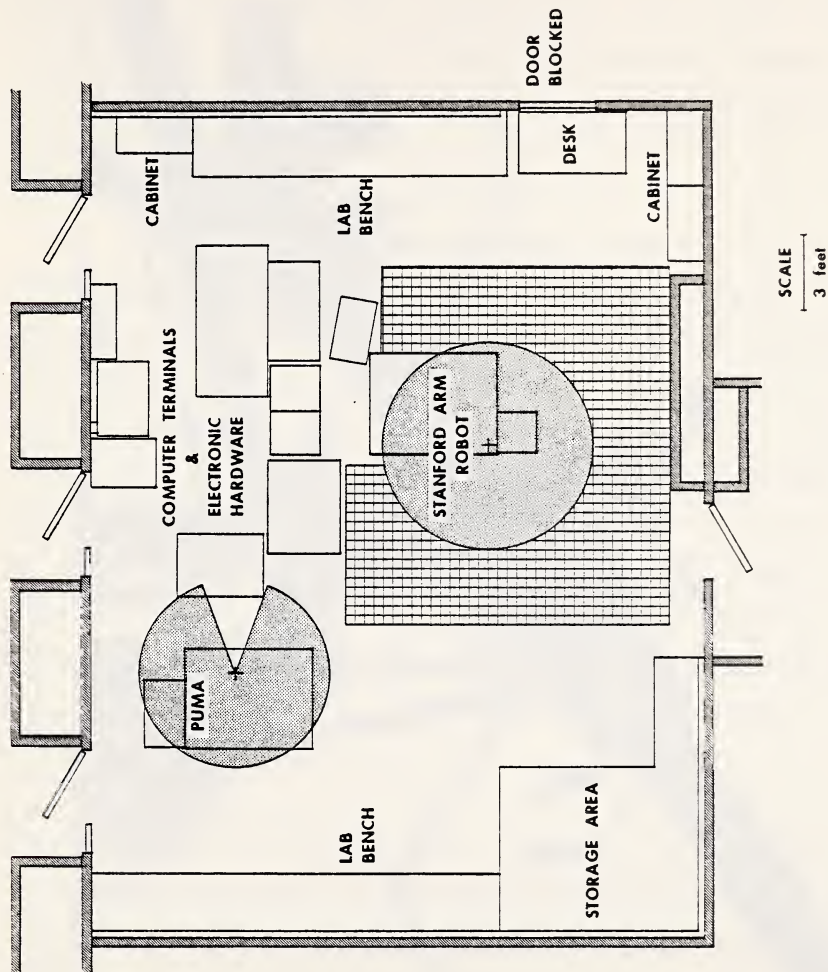 DOOR
BLOCKED
CABINET
LAB
BENCH
DESK
CABINET
COMPUTER TERMINALS
&
ELECTRONIC
HARDWARE
STANFORD ARM
ROBOT
PUMA
LAB
BENCH
STORAGE AREA
SCALE
3 feet